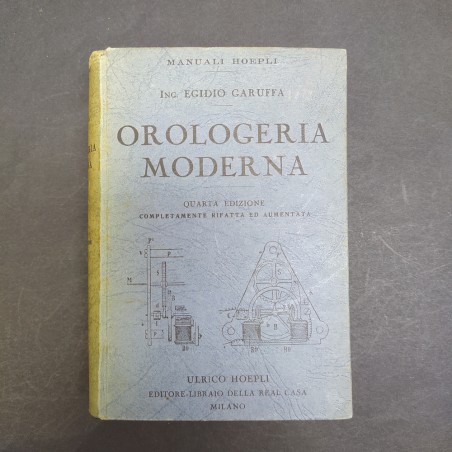 MANUALI HOEPLI
ING. EGIDIO GARUFFA
OROLOGERIA
MODERNA
QUARTA EDIZIONE
COMPLETAMENTE RIFATTA ED AUMENTATA
ULRICO HOEPLI
EDITORE-LIBRAIO DELLA REAL CASA
MILANO